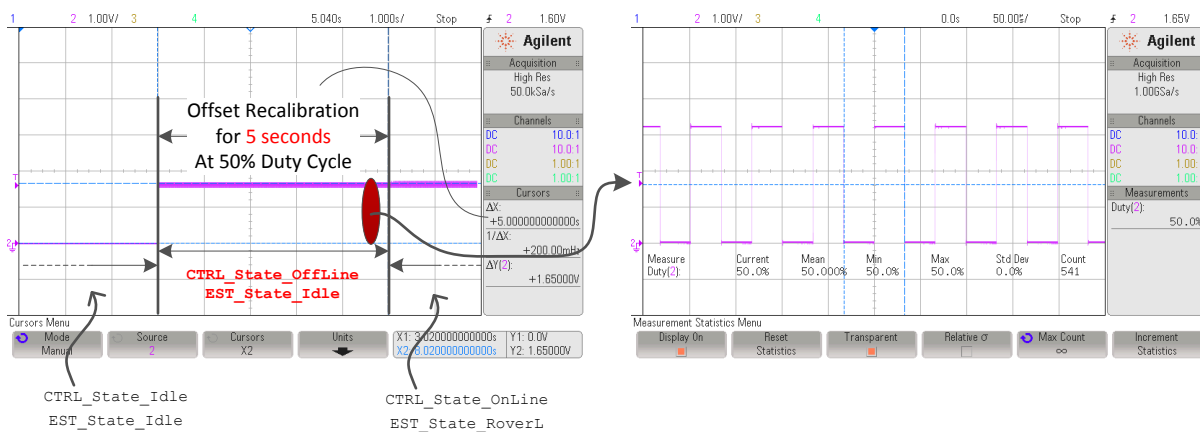 1 2 1.00V/ 3 4 5.040s 1.000s/ Stop 2 1.60V
Agilent
Acquisition
High Res
50.0kSa/s
Channels
DC 10.0:1
DC 10.0:1
DC 1.00:1
DC 1.00:1
Cursors
ΔX:
+5.000000000000s
1/ΔX:
+200.00mHz
ΔY(2):
+1.65000V
Offset Recalibration
for 5 seconds
At 50% Duty Cycle
T
2
CTRL_State_OffLine
EST_State_Idle
Cursors Menu
Mode
Manual
Source
2
Cursors
X2
Units
X1: 3.020000000000s Y1: 0.0V
X2: 8.020000000000s Y2: 1.65000V
CTRL_State_Idle
EST_State_Idle
CTRL_State_OnLine
EST_State_RoverL
1 2 1.00V/ 3 4 0.0s Stop 2 1.65V
Agilent
Acquisition
High Res
1.00GSa/s
Channels
DC 10.0:
DC 10.0:
DC 1.00:
DC 1.00:
Measurements
Duty(2):
50.0%
T
2
Measure Current Mean Min Max Std Dev Count
Duty(2): 50.0% 50.000% 50.0% 50.0% 0.0% 541
Measurement Statistics Menu
Display On
Reset
Statistics
Transparent
Relative σ
Max Count
∞
Increment
Statistics